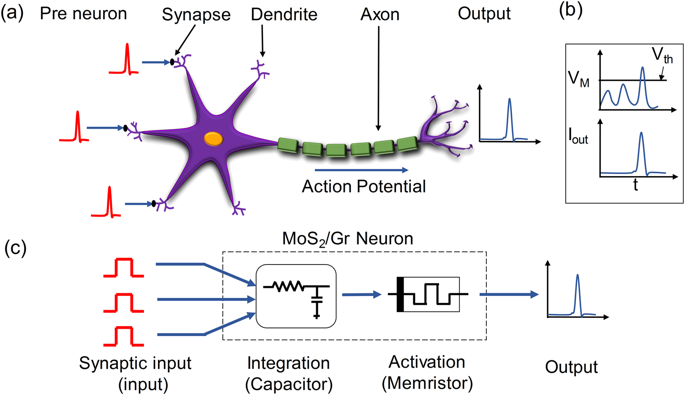 (a)
Pre neuron
Synapse
Dendrite
Axon
Output
Action Potential
(b)
V_th
V_M
I_out
t
(c)
MoS₂/Gr Neuron
Synaptic input
(input)
Integration
(Capacitor)
Activation
(Memristor)
Output